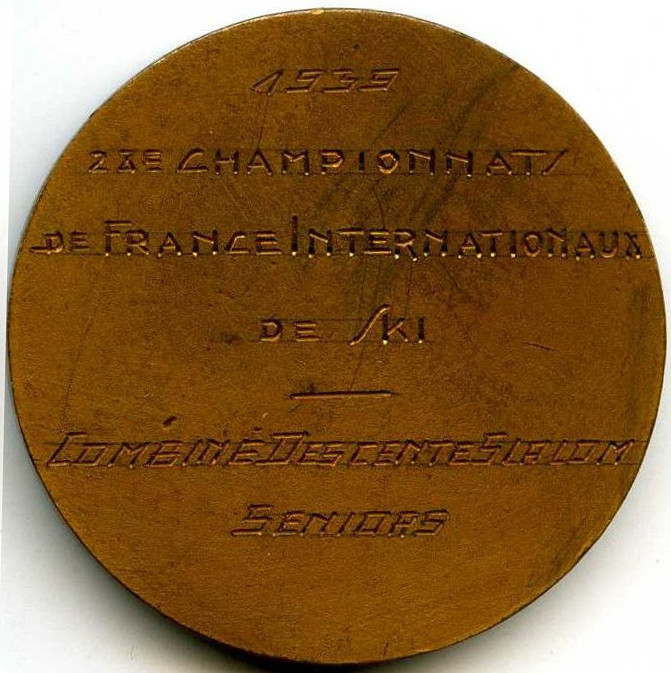 1939
28E CHAMPIONNATS
DE FRANCE INTERNATIONAUX
DE SKI
COMBINÉ DESCENTE SLALOM
SENIORS